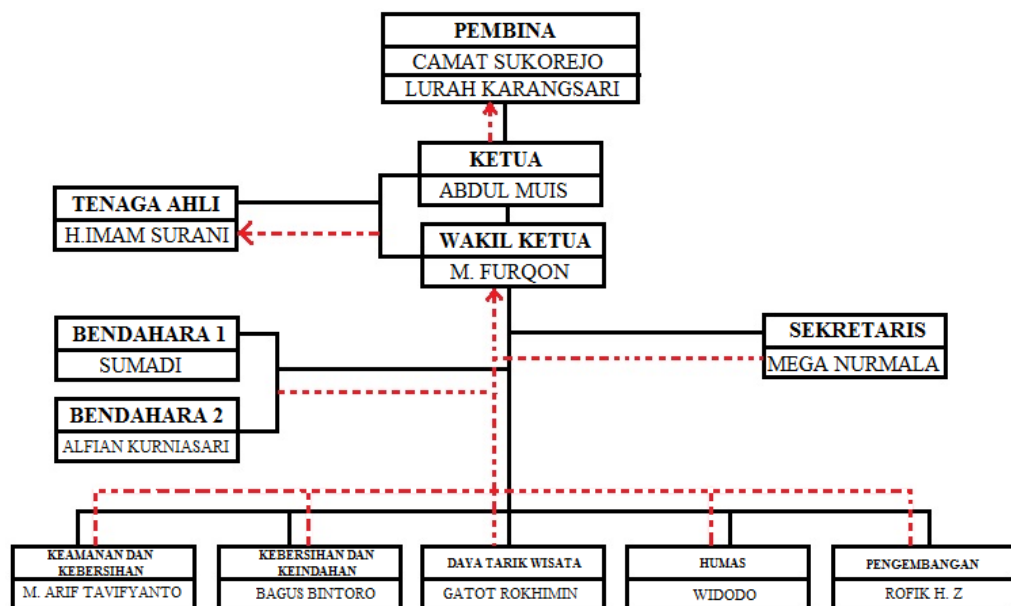 PEMBINA
CAMAT SUKOREJO
LURAH KARANGSARI
KETUA
ABDUL MUIS
TENAGA AHLI
H.IMAM SURANI
WAKIL KETUA
M. FURQON
BENDAHARA 1
SUMADI
SEKRETARIS
MEGA NURMALA
BENDAHARA 2
ALFIAN KURNIASARI
KEAMANAN DAN
KEBERSIHAN
M. ARIF TAVIFYANTO
KEBERSIHAN DAN
KEINDAHAN
BAGUS BINTORO
DAYA TARIK WISATA
GATOT ROKHIMIN
HUMAS
WIDODO
PENGEMBANGAN
ROFIK H. Z